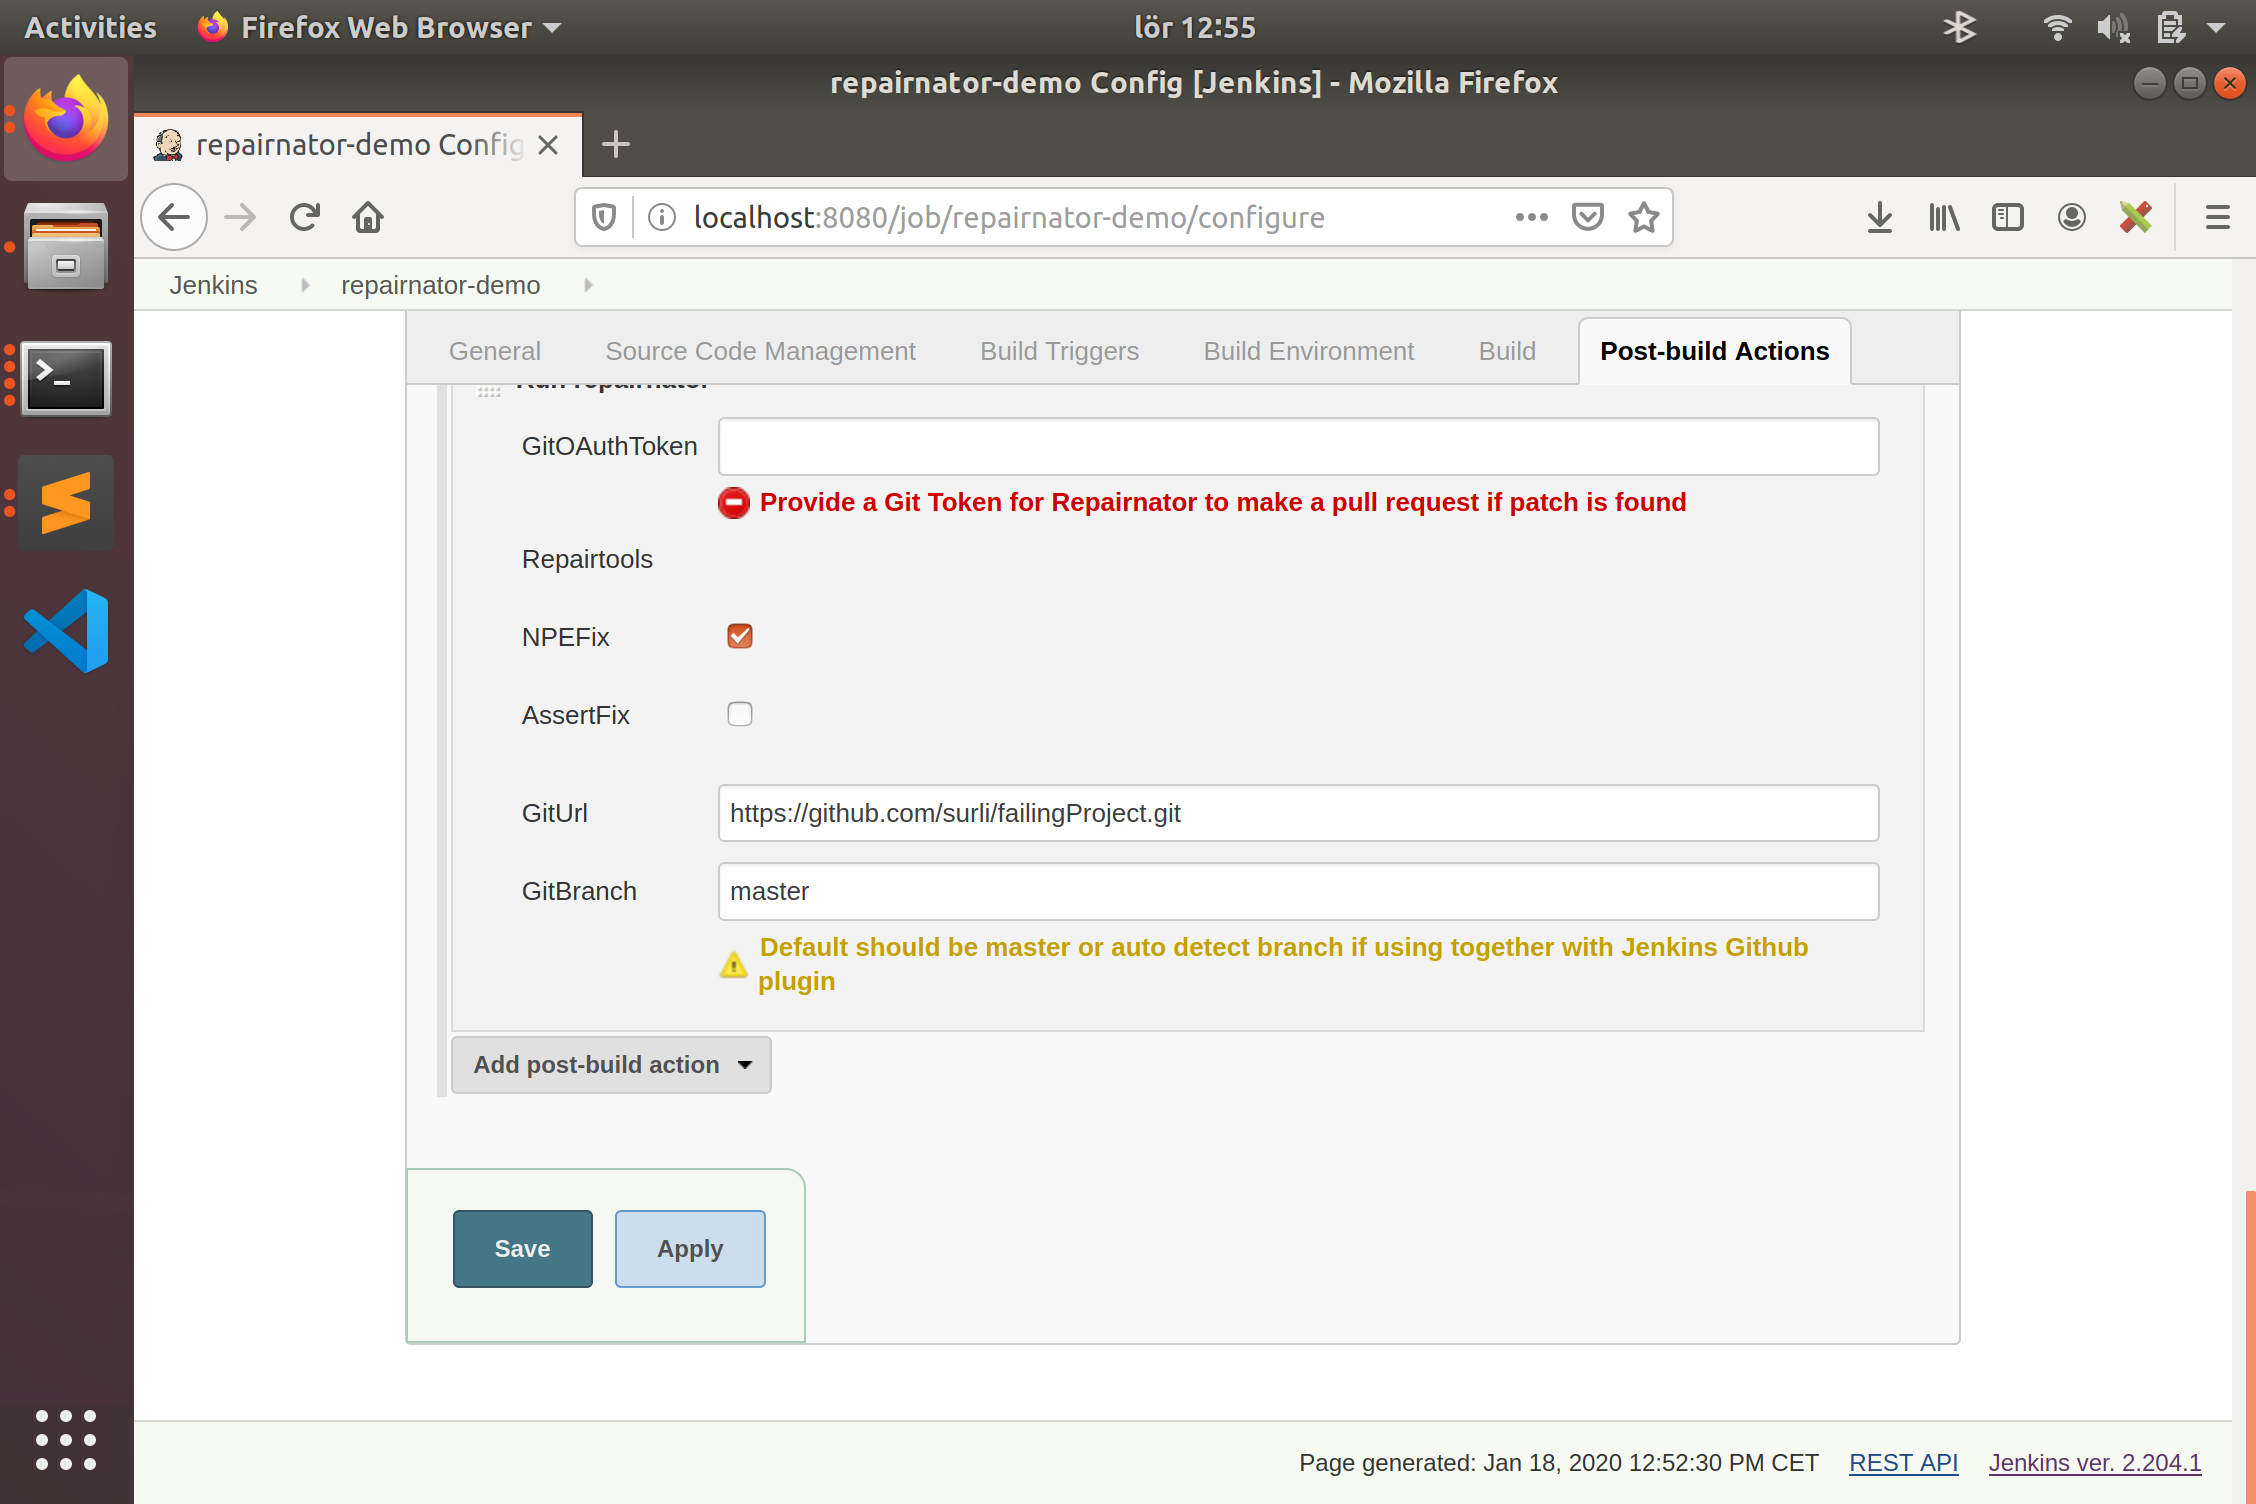 Activities Firefox Web Browser lör 12:55
repairnator-demo Config [Jenkins] - Mozilla Firefox
repairnator-demo Config
localhost:8080/job/repairnator-demo/configure
Jenkins repairnator-demo
General Source Code Management Build Triggers Build Environment Build Post-build Actions
Run repairnator
GitOAuthToken
Provide a Git Token for Repairnator to make a pull request if patch is found
Repairtools
NPEFix
AssertFix
GitUrl https://github.com/surli/failingProject.git
GitBranch master
Default should be master or auto detect branch if using together with Jenkins Github
plugin
Add post-build action
Save Apply
Page generated: Jan 18, 2020 12:52:30 PM CET REST API Jenkins ver. 2.204.1